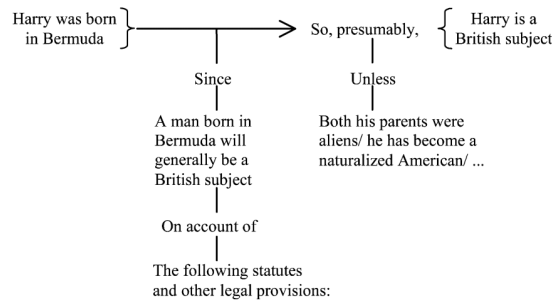 Harry was born
in Bermuda
So, presumably,
Harry is a
British subject
Since
Unless
A man born in
Bermuda will
generally be a
British subject
Both his parents were
aliens/ he has become a
naturalized American/ ...
On account of
The following statutes
and other legal provisions: